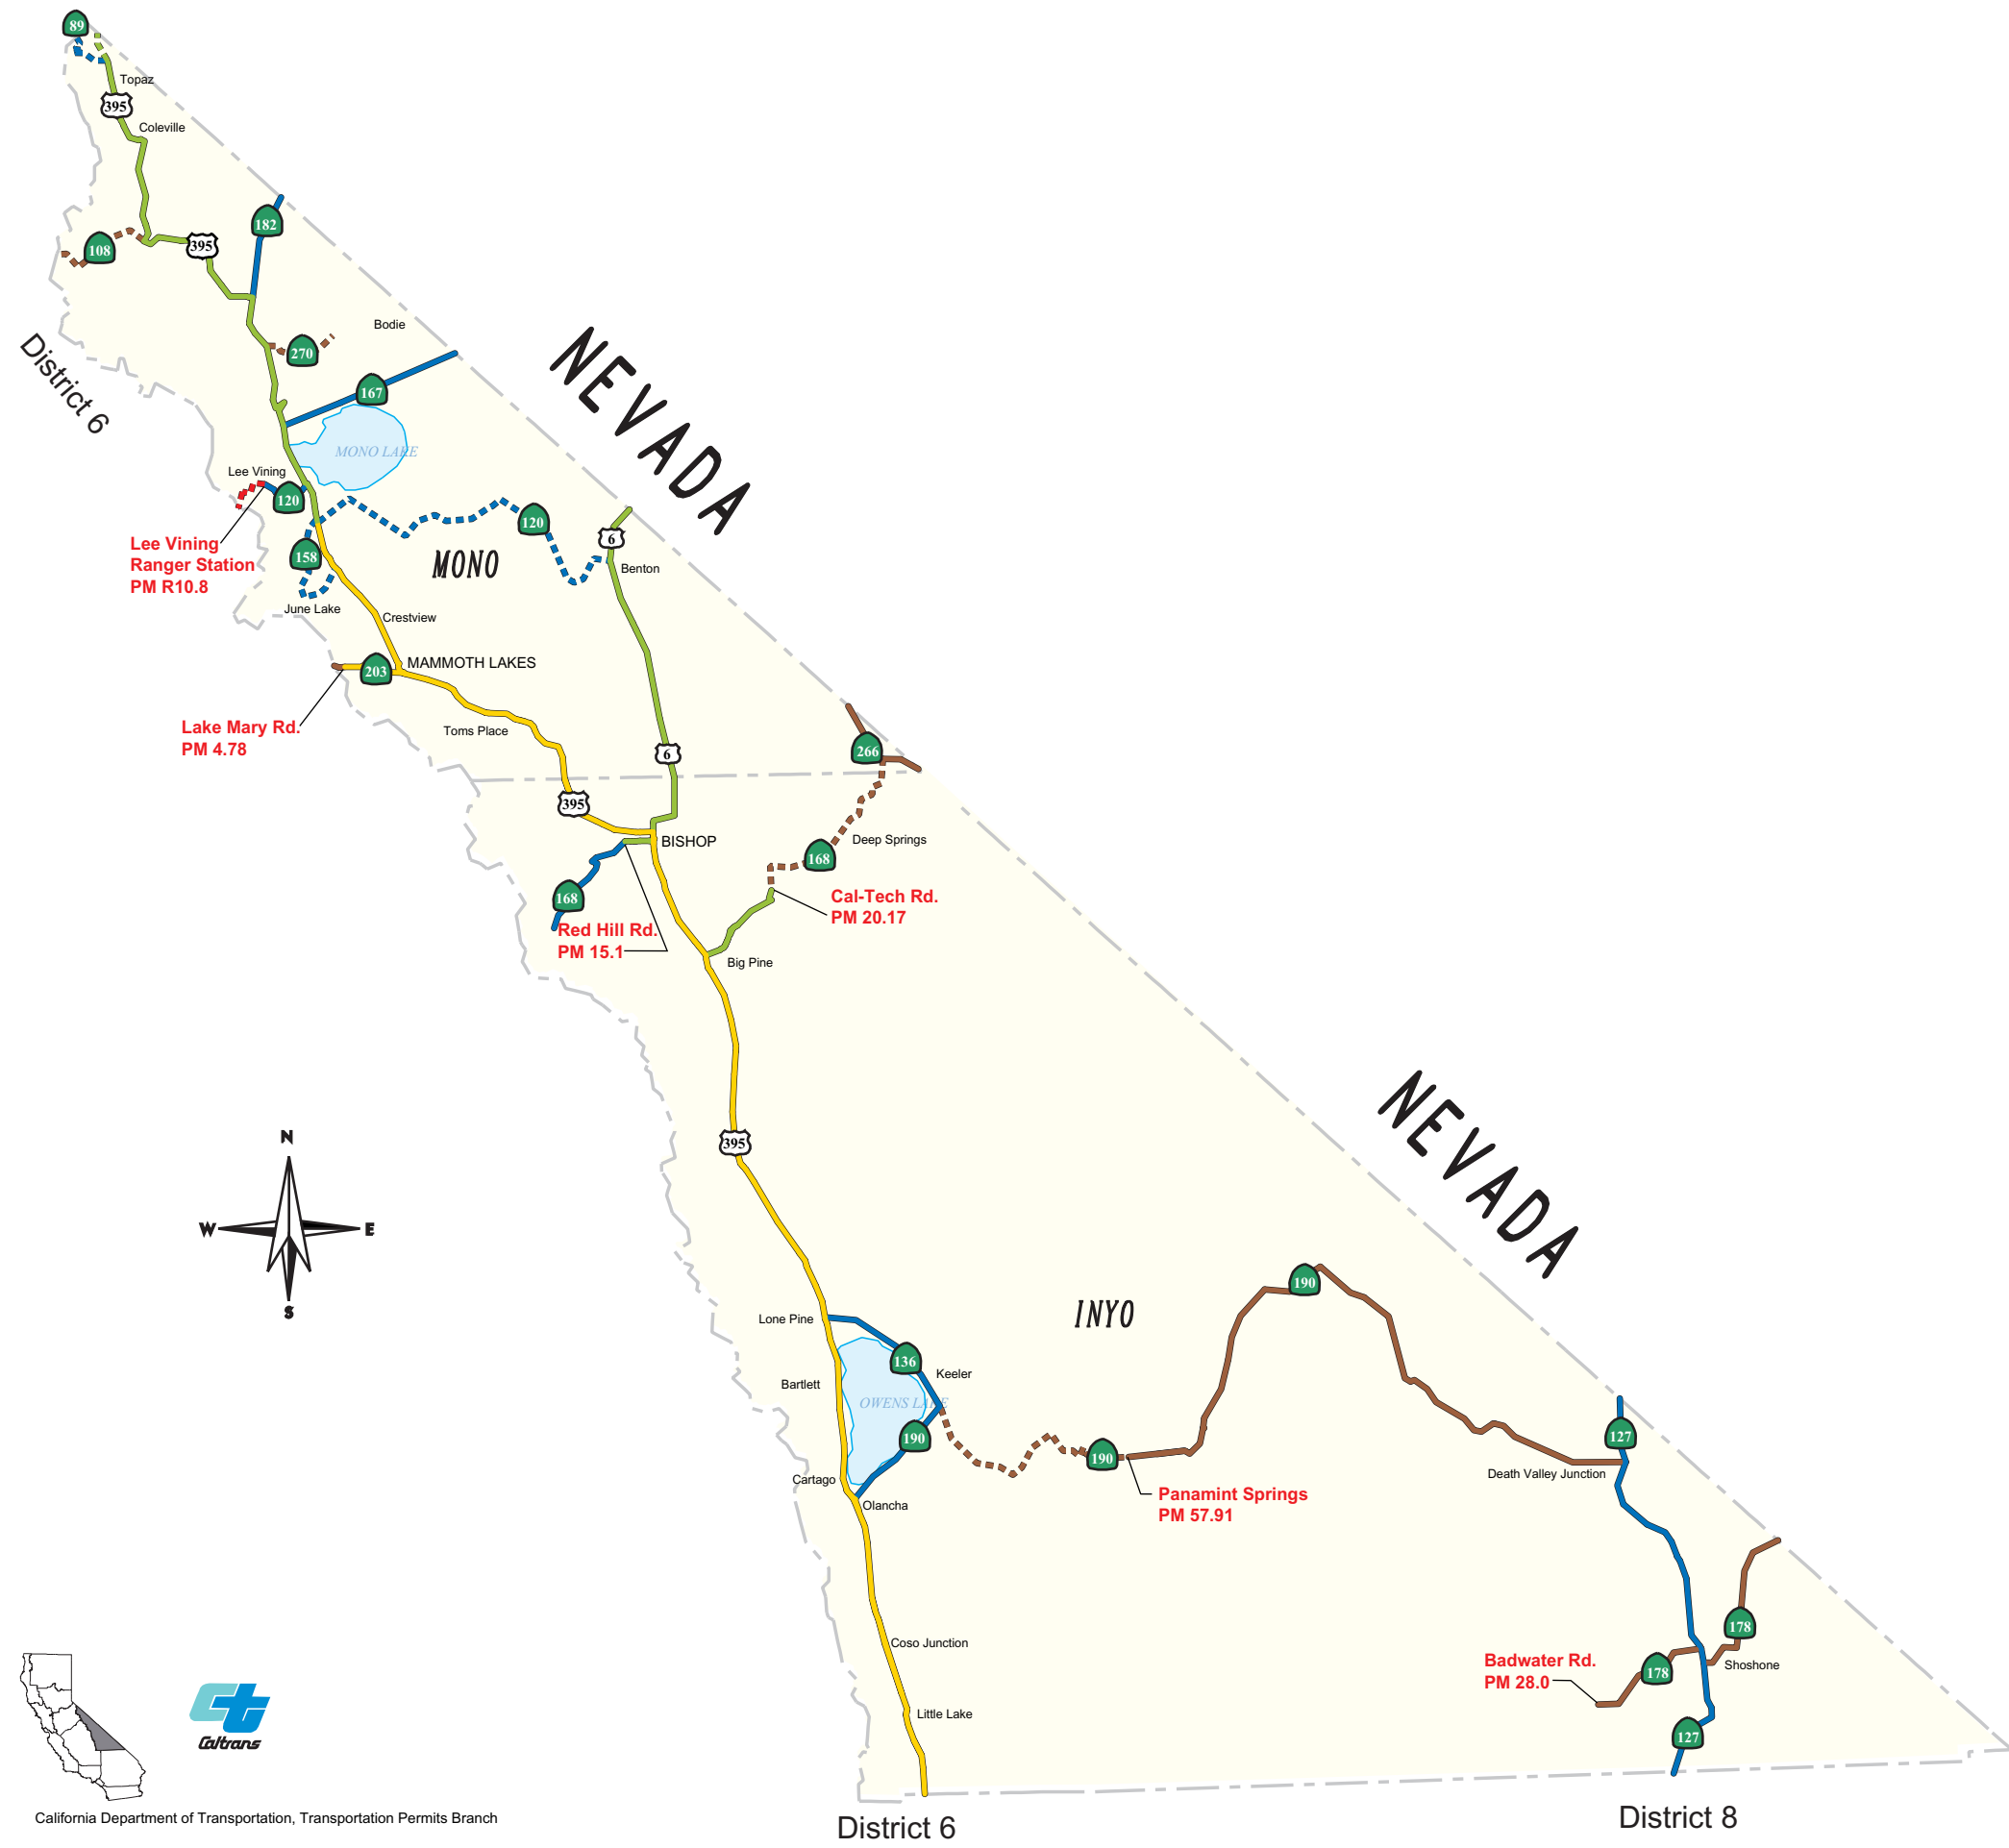 89
Topaz
395
Coleville
182
108
395
Bodie
270
District 6
NEVADA
167
MONO LAKE
Lee Vining
120
120
6
Lee Vining
Ranger Station
PM R10.8
158
MONO
Benton
June Lake
Crestview
203
MAMMOTH LAKES
Lake Mary Rd.
PM 4.78
Toms Place
6
266
395
BISHOP
Deep Springs
168
168
Cal-Tech Rd.
PM 20.17
Red Hill Rd.
PM 15.1
Big Pine
NEVADA
N
395
W
E
S
190
INYO
Lone Pine
136
Keeler
Bartlett
OWENS LAKE
190
190
127
Death Valley Junction
Cartago
Olancha
Panamint Springs
PM 57.91
178
Coso Junction
Badwater Rd.
PM 28.0
178
Shoshone
Little Lake
127
Caltrans
California Department of Transportation, Transportation Permits Branch
District 6
District 8